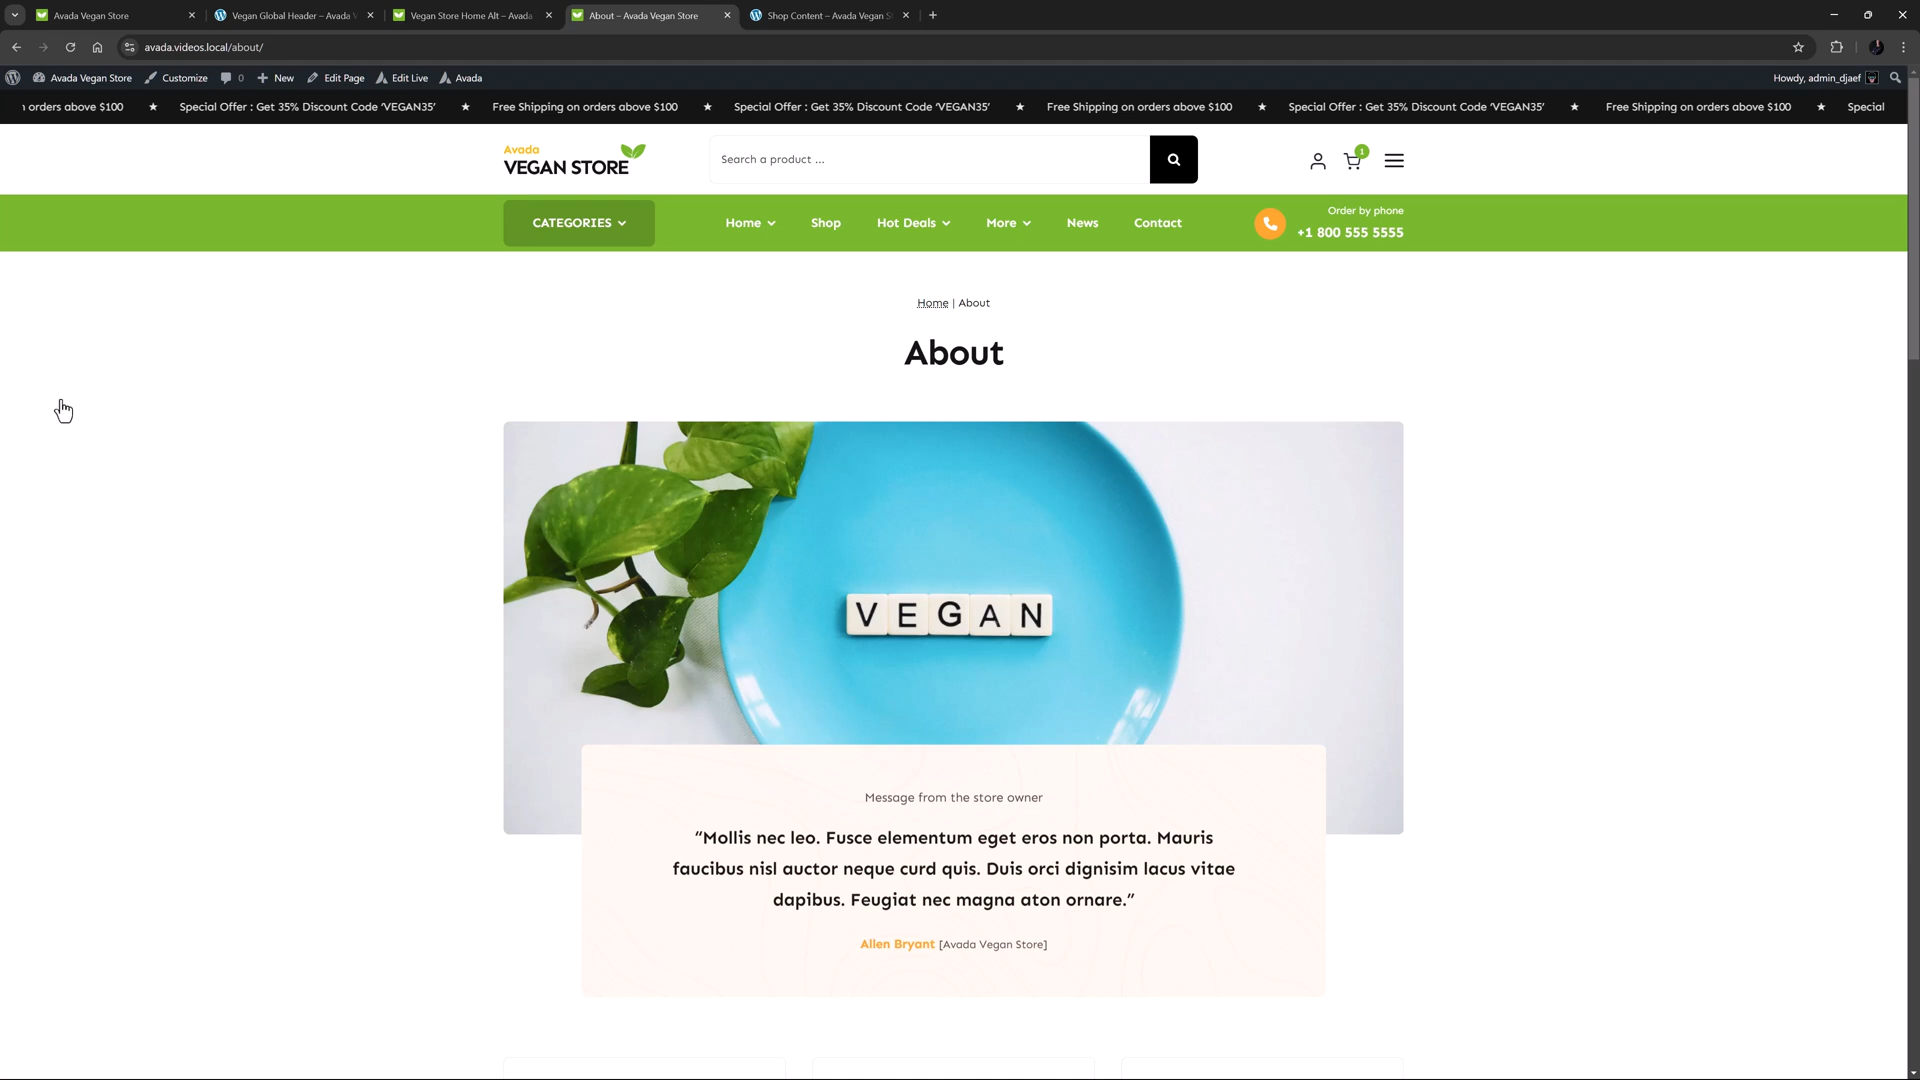 Avada Vegan Store
Vegan Global Header – Avada
Vegan Store Home Alt – Avada
About – Avada Vegan Store
Shop Content – Avada Vegan
avada.videos.local/about/
Avada Vegan Store
Customize
0
New
Edit Page
Edit Live
Avada
Howdy, admin_djaef
orders above $100 ★ Special Offer : Get 35% Discount Code ‘VEGAN35’ ★ Free Shipping on orders above $100 ★ Special Offer : Get 35% Discount Code ‘VEGAN35’ ★ Free Shipping on orders above $100 ★ Special Offer : Get 35% Discount Code ‘VEGAN35’ ★ Free Shipping on orders above $100 ★ Special
Avada
VEGAN STORE
Search a product ...
1
CATEGORIES
Home
Shop
Hot Deals
More
News
Contact
Order by phone
+1 800 555 5555
Home | About
About
VEGAN
Message from the store owner
“Mollis nec leo. Fusce elementum eget eros non porta. Mauris
faucibus nisl auctor neque curd quis. Duis orci dignisim lacus vitae
dapibus. Feugiat nec magna aton ornare.”
Allen Bryant [Avada Vegan Store]